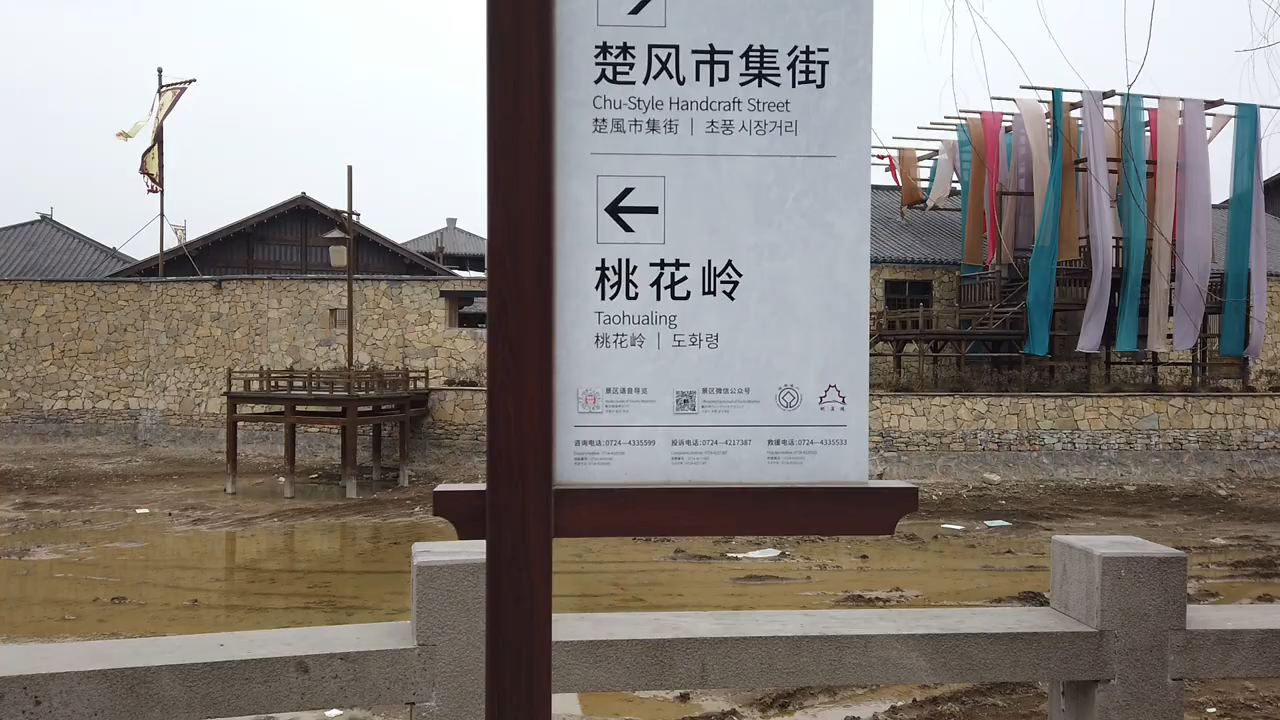 楚风市集街
Chu-Style Handcraft Street
楚風市集街 | 초풍 시장거리
桃花岭
Taohualing
桃花岭 | 도화령
景区语音导览
景区微信公众号
咨询电话:0724—4335599
投诉电话:0724—4217387
救援电话:0724—4335533